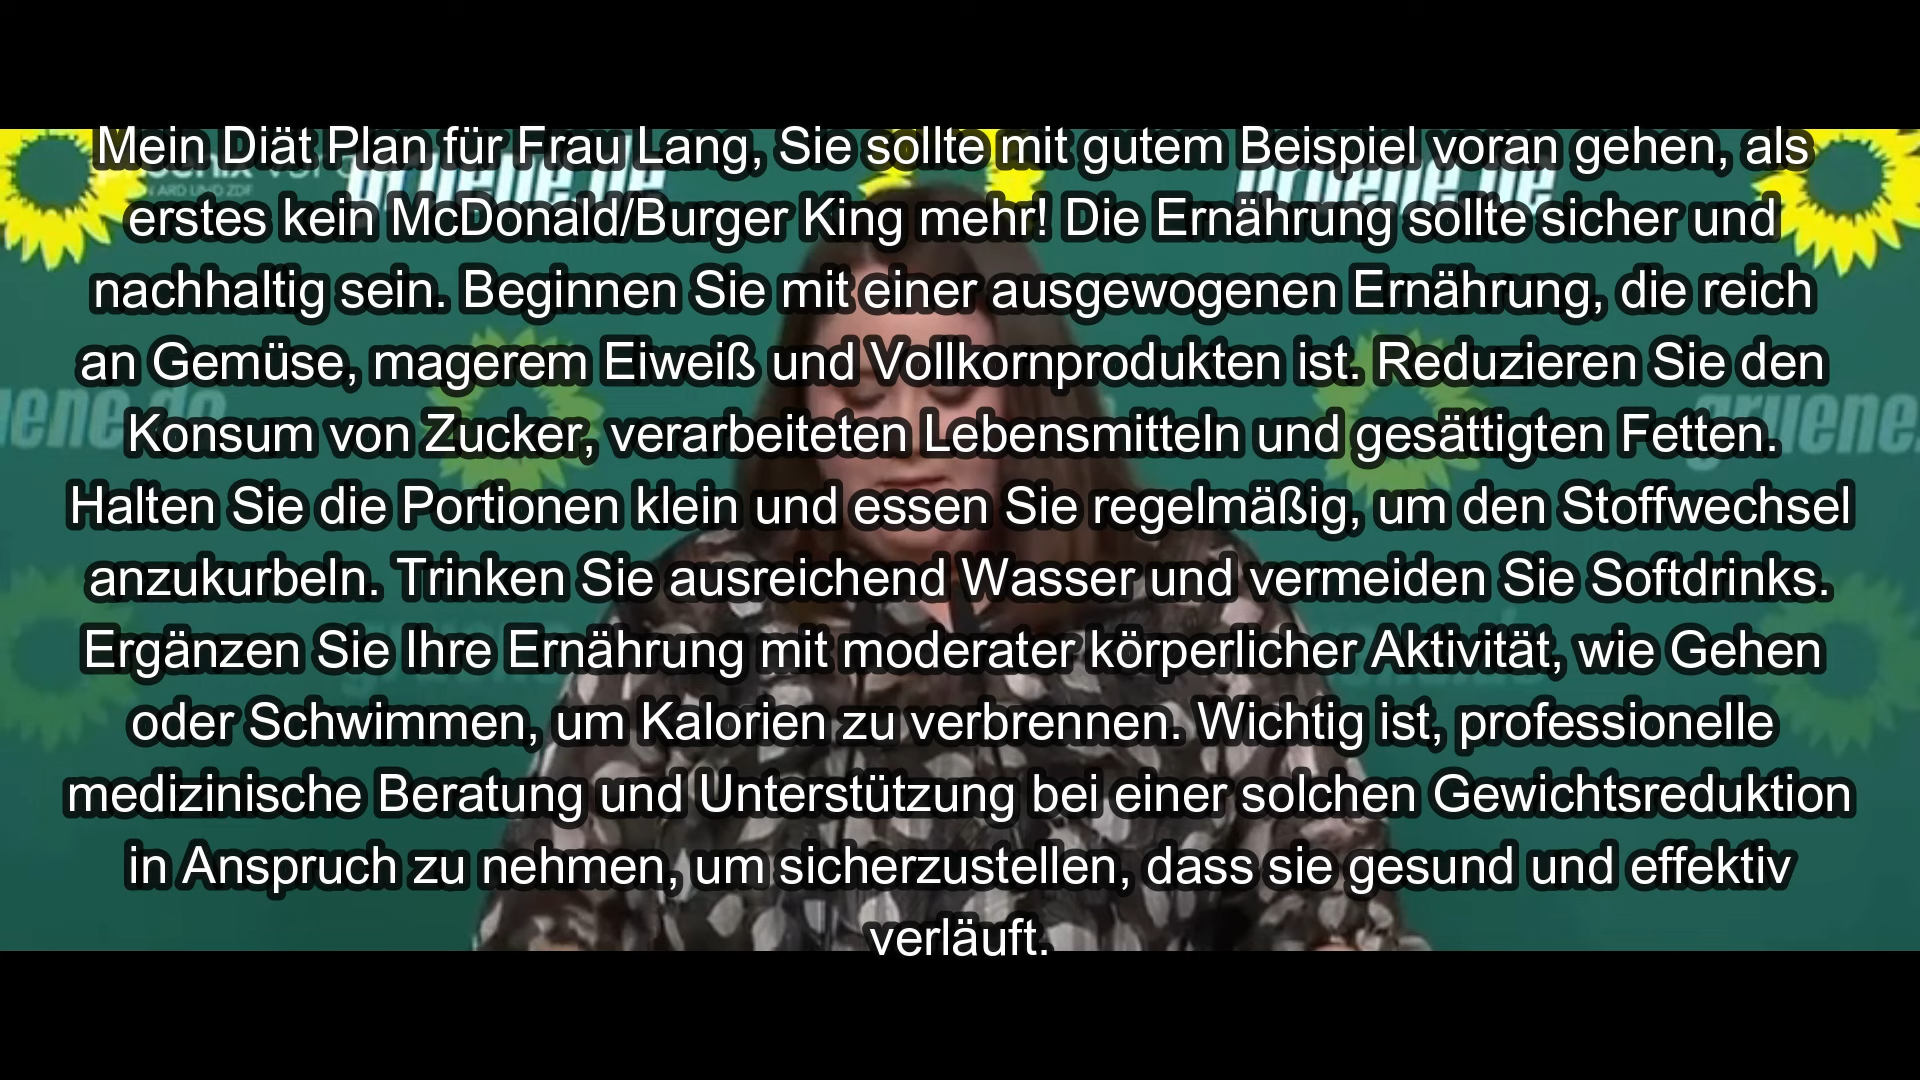 Mein Diät Plan für Frau Lang, Sie sollte mit gutem Beispiel voran gehen, als
erstes kein McDonald/Burger King mehr! Die Ernährung sollte sicher und
nachhaltig sein. Beginnen Sie mit einer ausgewogenen Ernährung, die reich
an Gemüse, magerem Eiweiß und Vollkornprodukten ist. Reduzieren Sie den
Konsum von Zucker, verarbeiteten Lebensmitteln und gesättigten Fetten.
Halten Sie die Portionen klein und essen Sie regelmäßig, um den Stoffwechsel
anzukurbeln. Trinken Sie ausreichend Wasser und vermeiden Sie Softdrinks.
Ergänzen Sie Ihre Ernährung mit moderater körperlicher Aktivität, wie Gehen
oder Schwimmen, um Kalorien zu verbrennen. Wichtig ist, professionelle
medizinische Beratung und Unterstützung bei einer solchen Gewichtsreduktion
in Anspruch zu nehmen, um sicherzustellen, dass sie gesund und effektiv
verläuft.
gruene.de
gruene.de